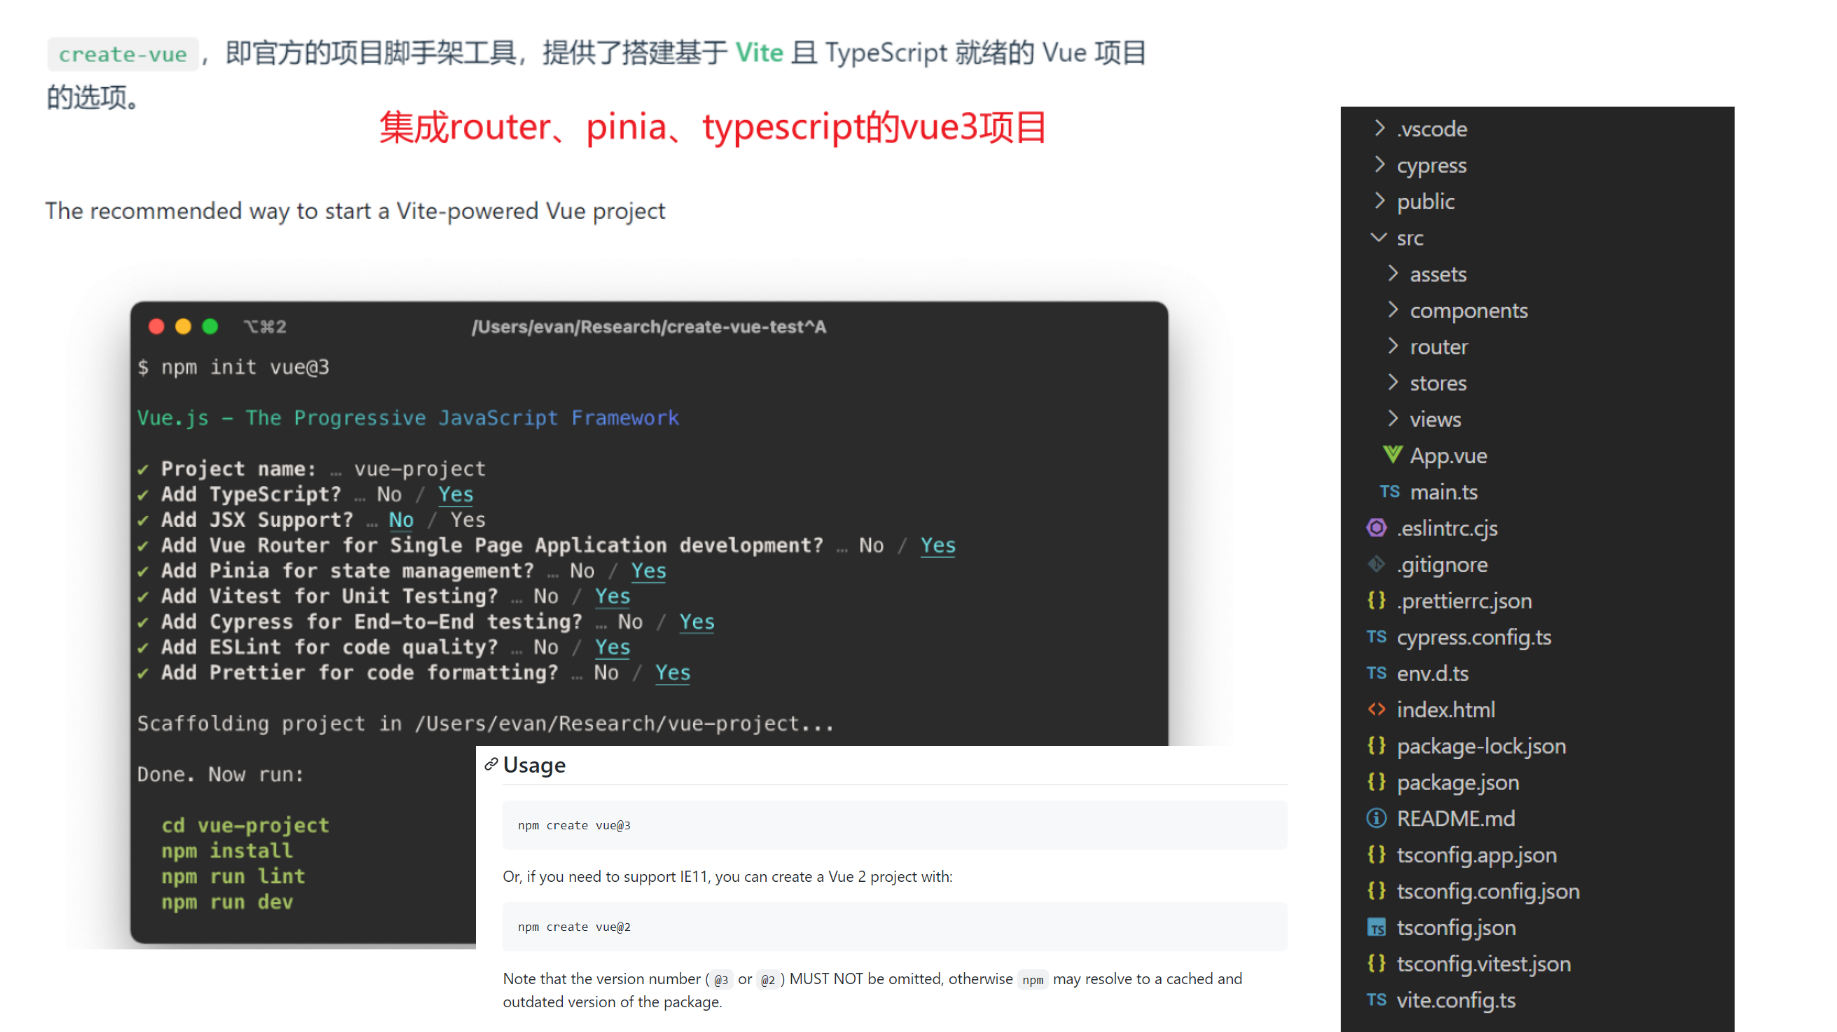 create-vue，即官方的项目脚手架工具，提供了搭建基于 Vite 且 TypeScript 就绪的 Vue 项目
的选项。
集成router、pinia、typescript的vue3项目
The recommended way to start a Vite-powered Vue project
⌥⌘2 /Users/evan/Research/create-vue-test^A
$ npm init vue@3
Vue.js – The Progressive JavaScript Framework
✔ Project name: … vue-project
✔ Add TypeScript? … No / Yes
✔ Add JSX Support? … No / Yes
✔ Add Vue Router for Single Page Application development? … No / Yes
✔ Add Pinia for state management? … No / Yes
✔ Add Vitest for Unit Testing? … No / Yes
✔ Add Cypress for End-to-End testing? … No / Yes
✔ Add ESLint for code quality? … No / Yes
✔ Add Prettier for code formatting? … No / Yes
Scaffolding project in /Users/evan/Research/vue-project...
Done. Now run:
cd vue-project
npm install
npm run lint
npm run dev
Usage
npm create vue@3
Or, if you need to support IE11, you can create a Vue 2 project with:
npm create vue@2
Note that the version number (@3 or @2) MUST NOT be omitted, otherwise npm may resolve to a cached and
outdated version of the package.
.vscode
cypress
public
src
assets
components
router
stores
views
App.vue
TS main.ts
.eslintrc.cjs
.gitignore
{} .prettierrc.json
TS cypress.config.ts
TS env.d.ts
<> index.html
{} package-lock.json
{} package.json
README.md
{} tsconfig.app.json
{} tsconfig.config.json
TS tsconfig.json
{} tsconfig.vitest.json
TS vite.config.ts